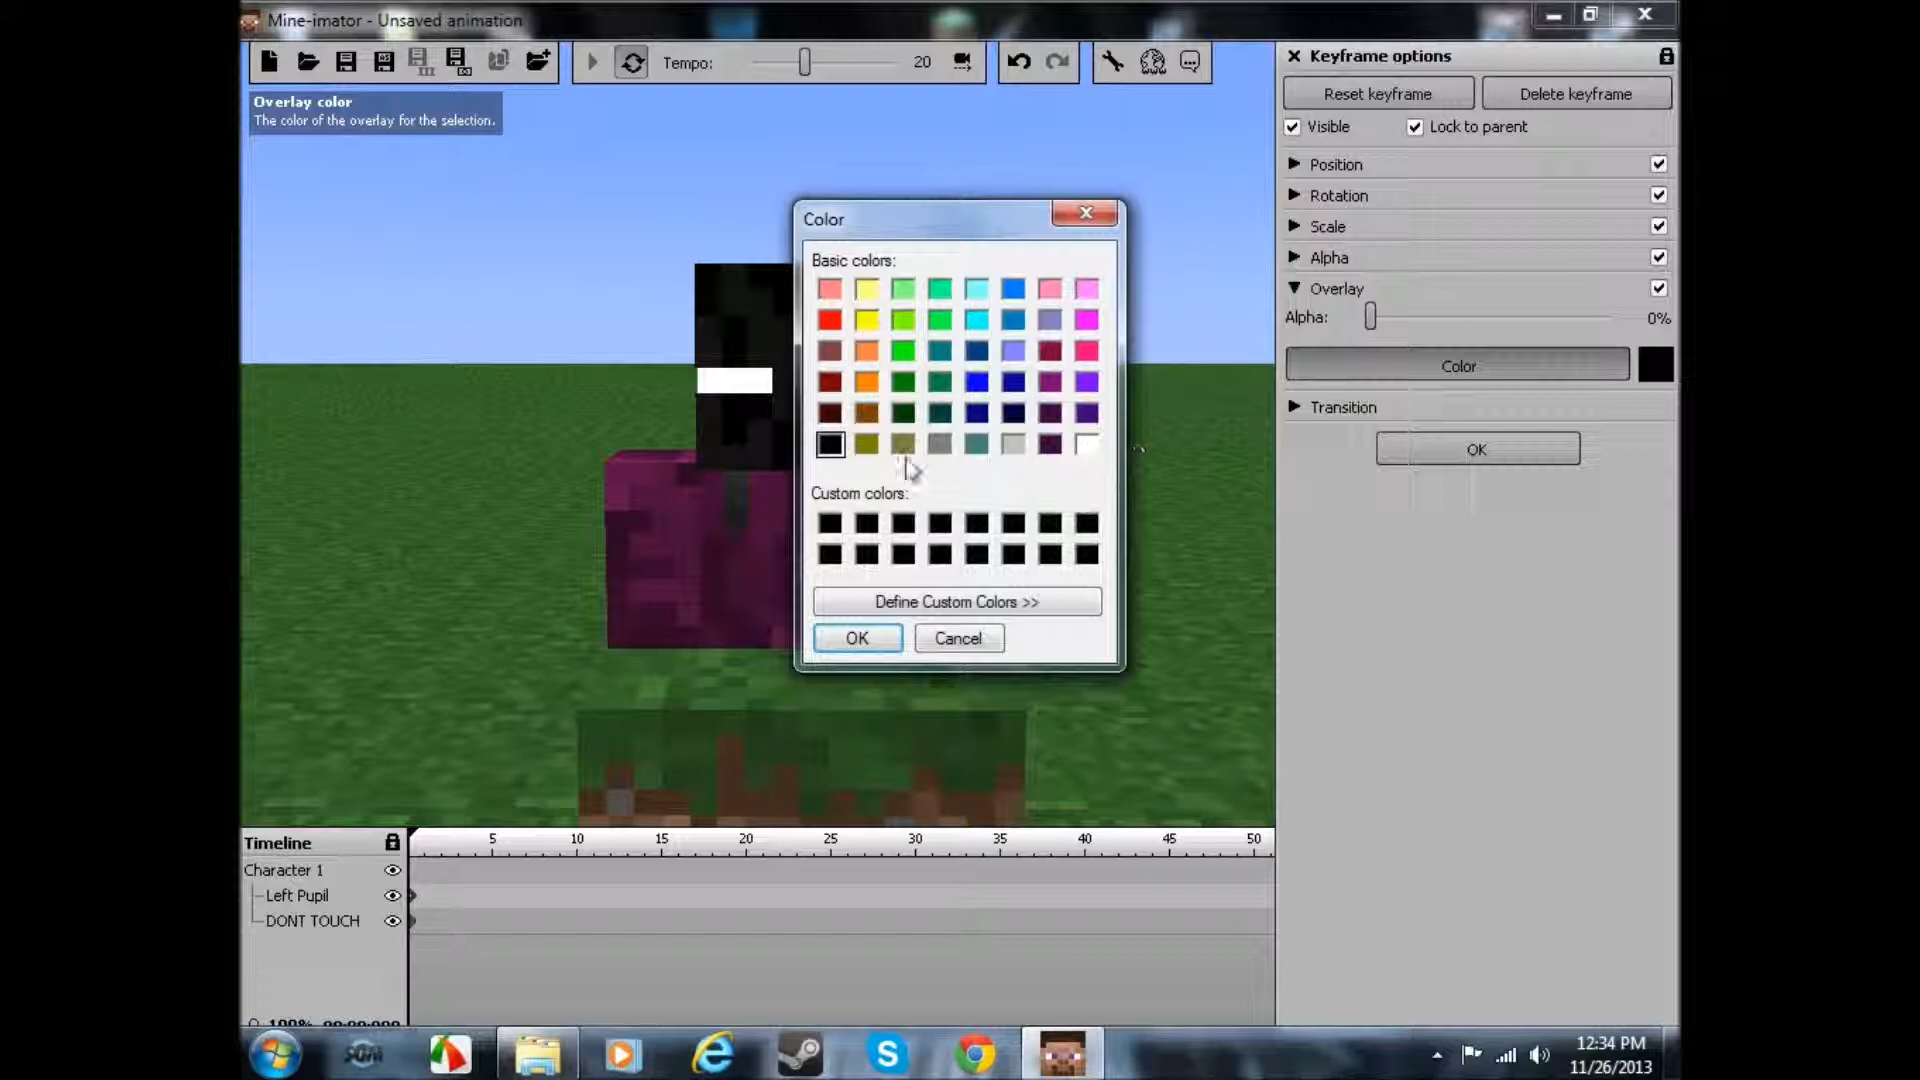 Mine-imator - Unsaved animation
Tempo: 20
Overlay color
The color of the overlay for the selection.
Color
Basic colors:
Custom colors:
Define Custom Colors >>
OK Cancel
Keyframe options
Reset keyframe Delete keyframe
Visible Lock to parent
Position
Rotation
Scale
Alpha
Overlay
Alpha: 0%
Color
Transition
OK
Timeline 5 10 15 20 25 30 35 40 45 50
Character 1
Left Pupil
DONT TOUCH
100%
12:34 PM
11/26/2013